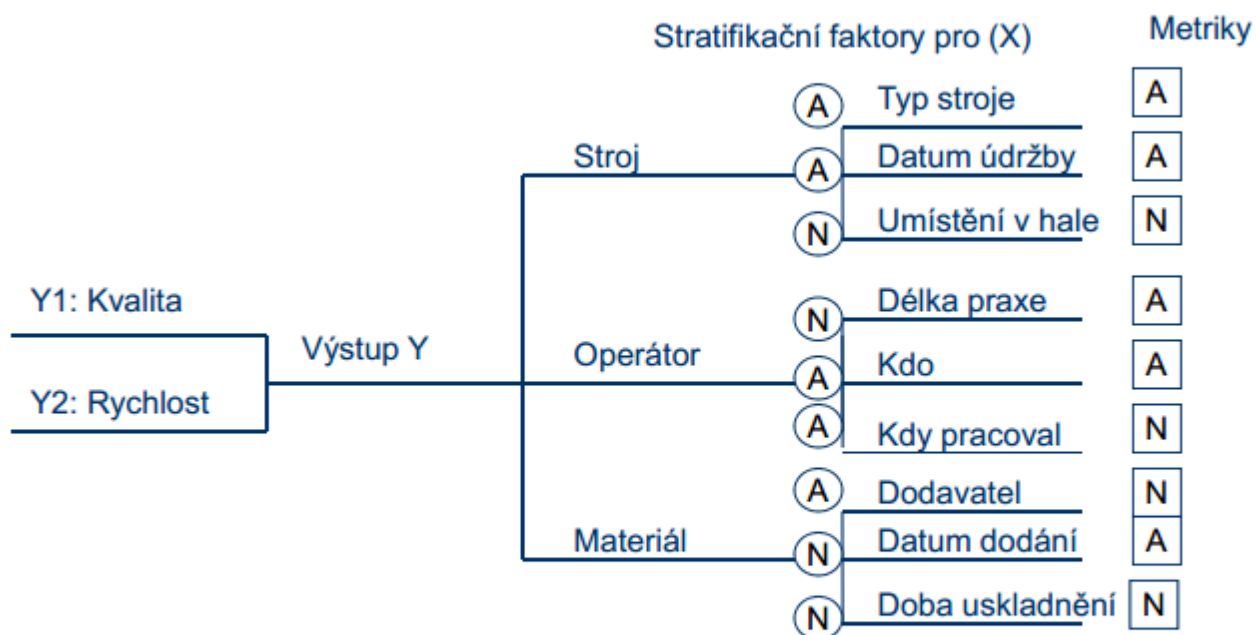 Stratifikační faktory pro (X) Metriky
A Typ stroje A
Stroj A Datum údržby A
N Umístění v hale N
Y1: Kvalita N Délka praxe A
Výstup Y Operátor A Kdo A
Y2: Rychlost A Kdy pracoval N
A Dodavatel N
Materiál N Datum dodání A
N Doba uskladnění N